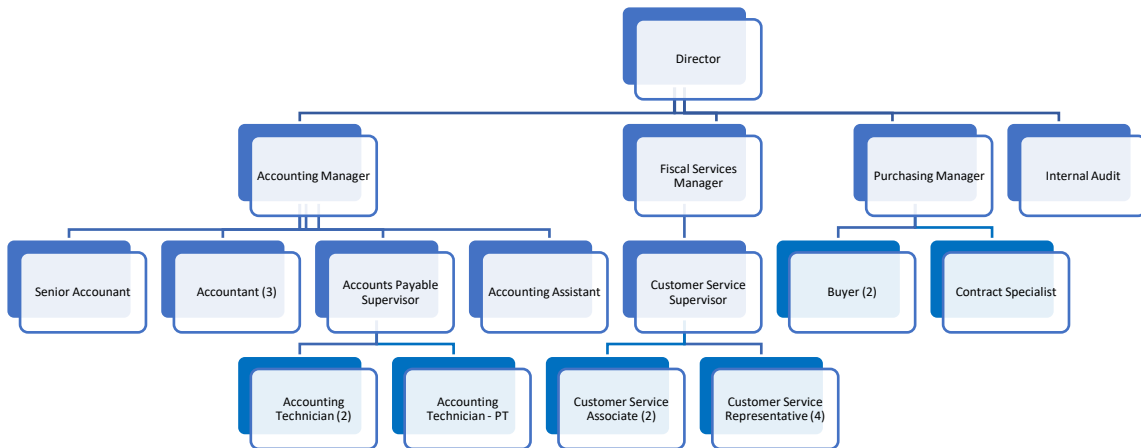 Director
Accounting Manager
Fiscal Services
Manager
Purchasing Manager
Internal Audit
Senior Accounant
Accountant (3)
Accounts Payable
Supervisor
Accounting Assistant
Customer Service
Supervisor
Buyer (2)
Contract Specialist
Accounting
Technician (2)
Accounting
Technician - PT
Customer Service
Associate (2)
Customer Service
Representative (4)